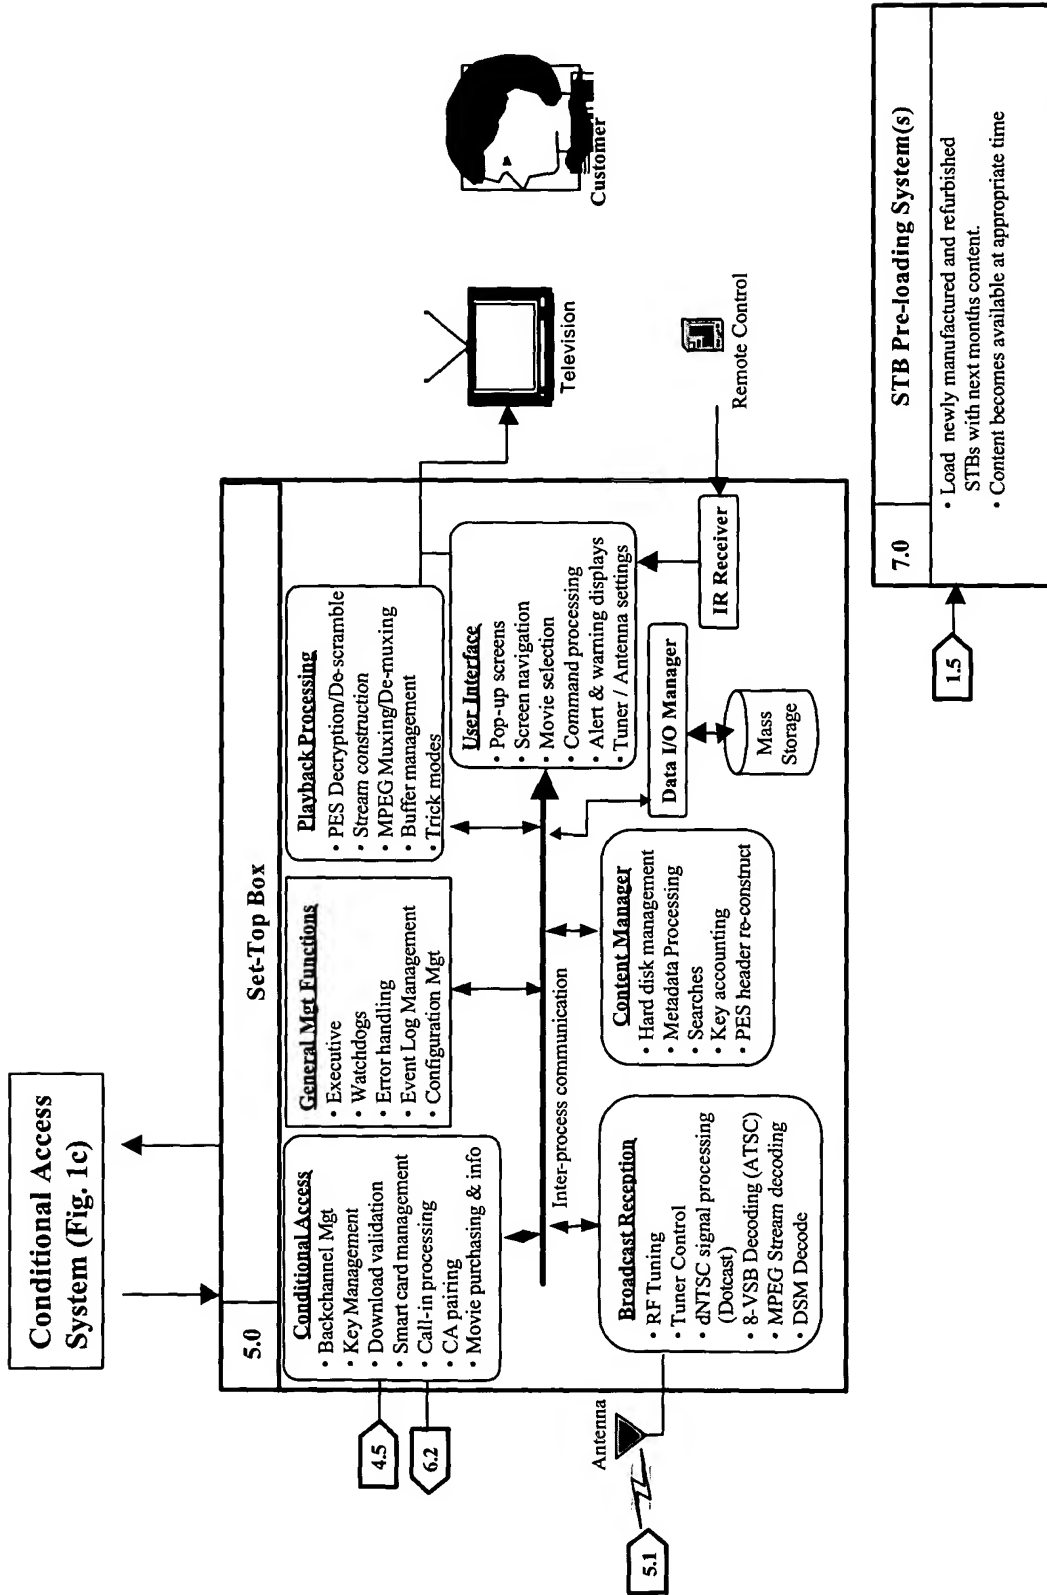 Conditional Access
System (Fig. 1c)
5.0
Set-Top Box
Conditional Access
• Backchannel Mgt
• Key Management
• Download validation
• Smart card management
• Call-in processing
• CA pairing
• Movie purchasing & info
General Mgt Functions
• Executive
• Watchdogs
• Error handling
• Event Log Management
• Configuration Mgt
Playback Processing
• PES Decryption/De-scramble
• Stream construction
• MPEG Muxing/De-muxing
• Buffer management
• Trick modes
4.5
6.2
Inter-process communication
User Interface
• Pop-up screens
• Screen navigation
• Movie selection
• Command processing
• Alert & warning displays
• Tuner / Antenna settings
Television
Customer
Antenna
5.1
Broadcast Reception
• RF Tuning
• Tuner Control
• dNTSC signal processing
(Dotcast)
• 8-VSB Decoding (ATSC)
• MPEG Stream decoding
• DSM Decode
Content Manager
• Hard disk management
• Metadata Processing
• Searches
• Key accounting
• PES header re-construct
Data I/O Manager
Mass
Storage
IR Receiver
Remote Control
1.5
7.0
STB Pre-loading System(s)
• Load newly manufactured and refurbished
STBs with next months content.
• Content becomes available at appropriate time